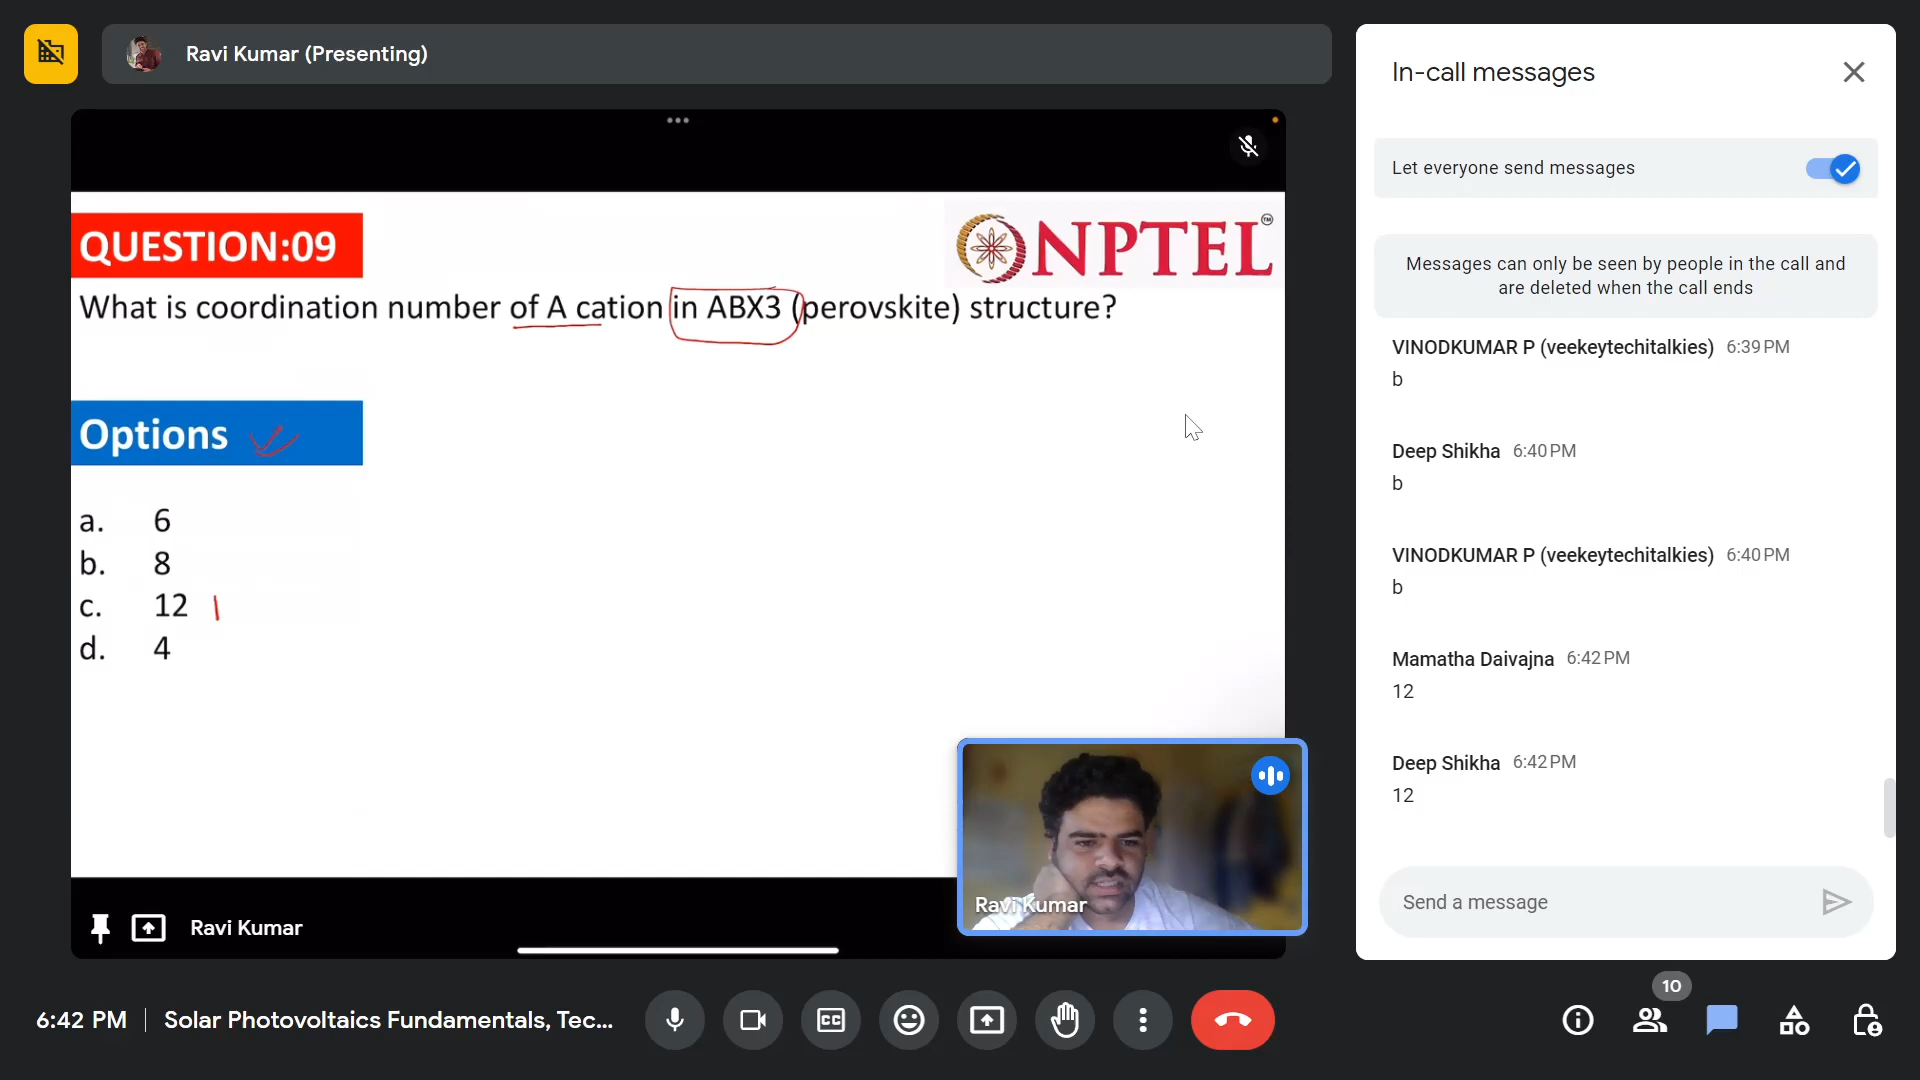 Ravi Kumar (Presenting)
QUESTION:09
NPTEL
TM
What is coordination number of A cation in ABX3 (perovskite) structure?
Options
a. 6
b. 8
c. 12
d. 4
Ravi Kumar
Ravi Kumar
6:42 PM
Solar Photovoltaics Fundamentals, Tec...
CC
10
In-call messages
Let everyone send messages
Messages can only be seen by people in the call and
are deleted when the call ends
VINODKUMAR P (veekeytechitalkies) 6:39 PM
b
Deep Shikha 6:40 PM
b
VINODKUMAR P (veekeytechitalkies) 6:40 PM
b
Mamatha Daivajna 6:42 PM
12
Deep Shikha 6:42 PM
12
Send a message